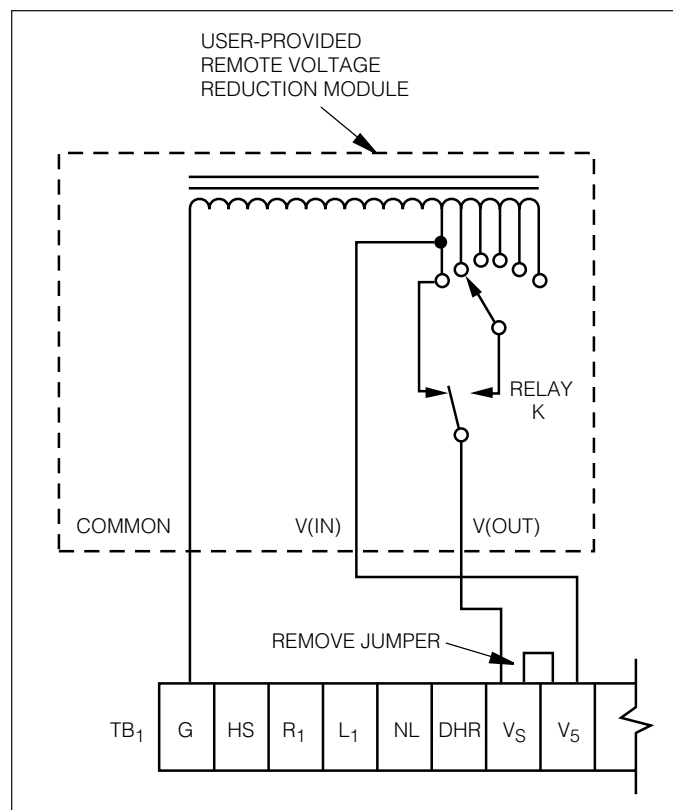 USER-PROVIDED
REMOTE VOLTAGE
REDUCTION MODULE
RELAY
K
COMMON V(IN) V(OUT)
REMOVE JUMPER
TB1 G HS R1 L1 NL DHR VS V5